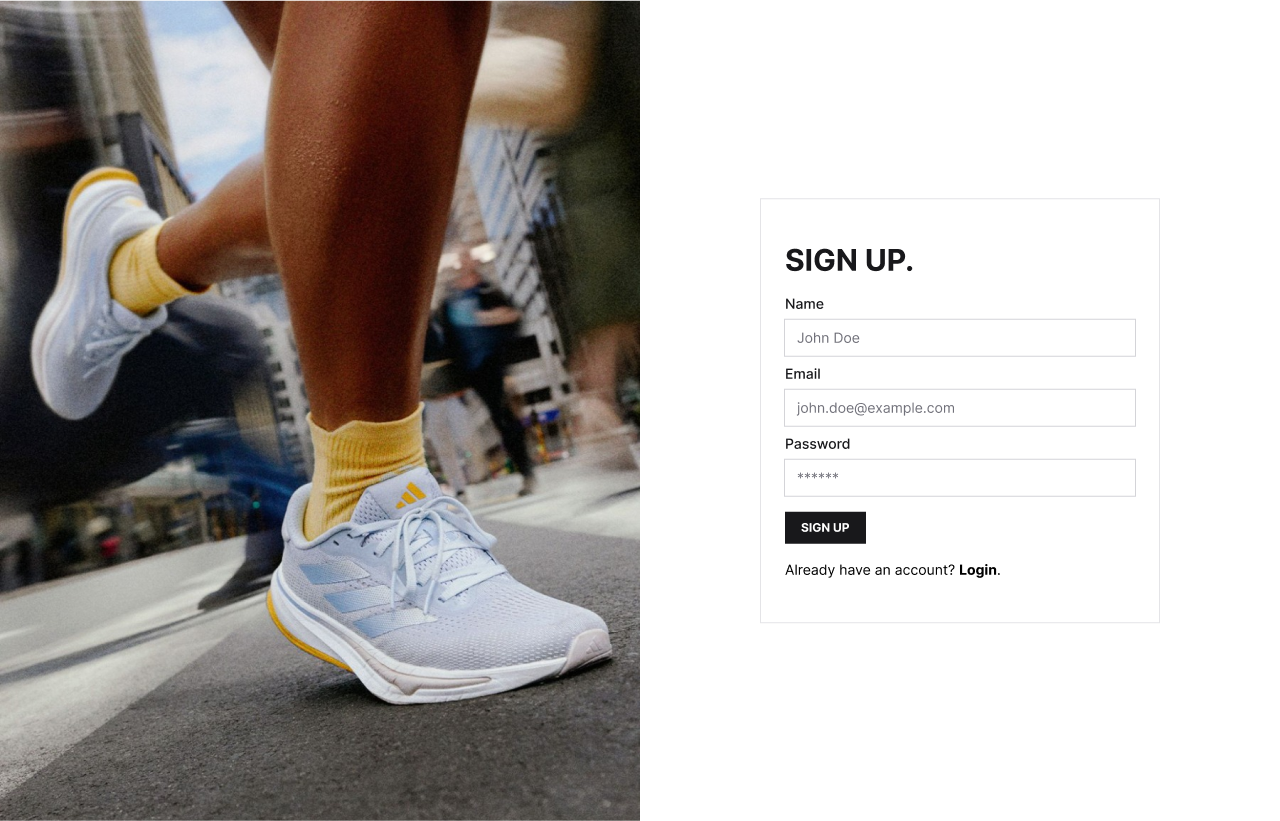 SIGN UP.
Name
John Doe
Email
john.doe@example.com
Password
******
SIGN UP
Already have an account? Login.